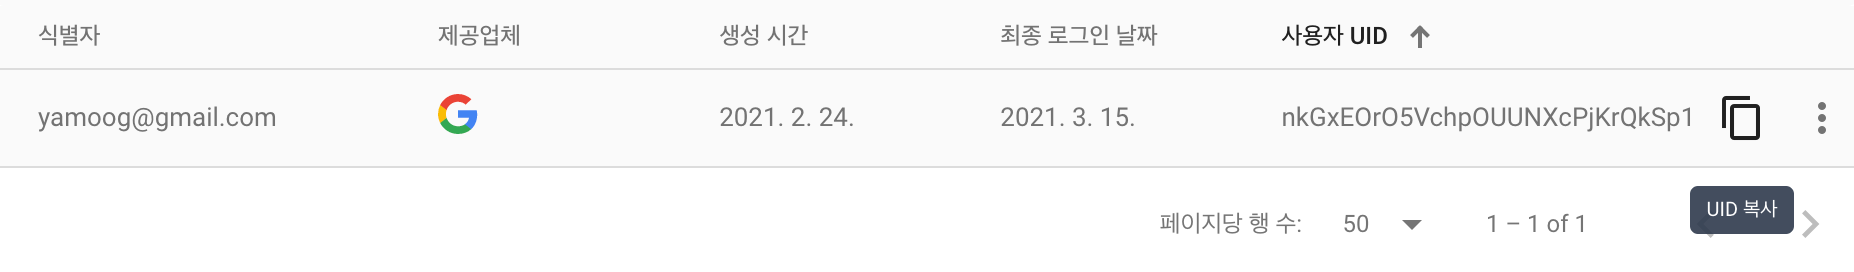 식별자 제공업체 생성 시간 최종 로그인 날짜 사용자 UID
yamoog@gmail.com 2021. 2. 24. 2021. 3. 15. nkGxEOrO5VchpOUUNXcPjKrQkSp1
페이지당 행 수: 50 1 – 1 of 1 UID 복사